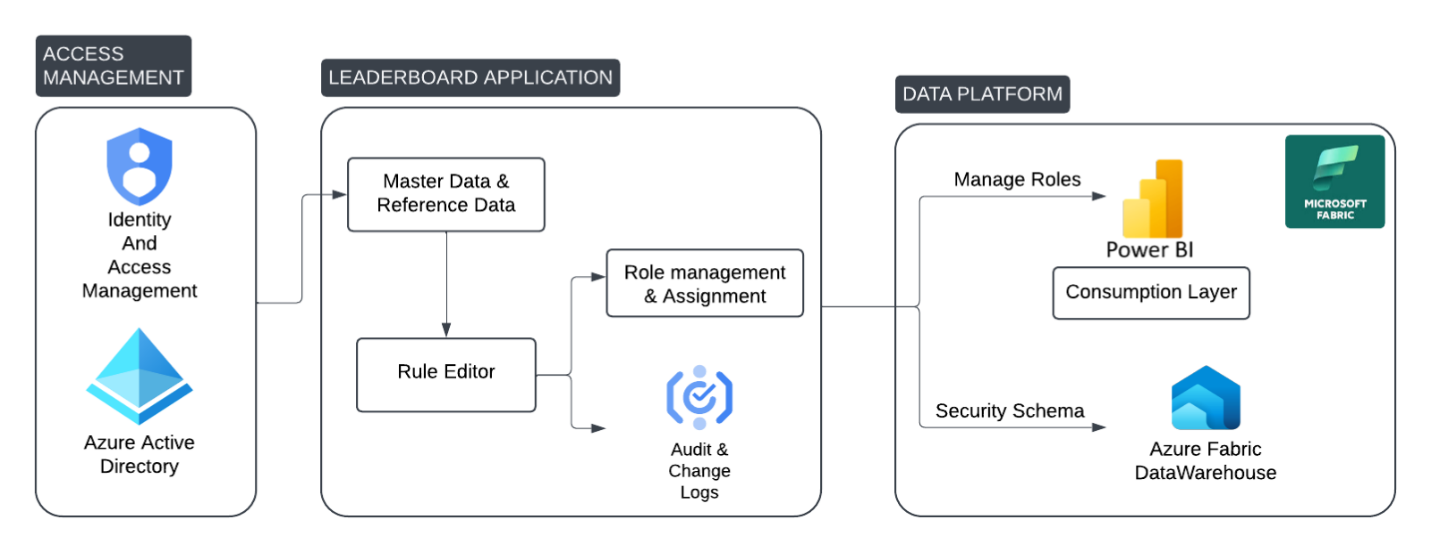 ACCESS
MANAGEMENT
Identity
And
Access
Management
Azure Active
Directory
LEADERBOARD APPLICATION
Master Data &
Reference Data
Rule Editor
Role management
& Assignment
Audit &
Change
Logs
DATA PLATFORM
Manage Roles
Power BI
Consumption Layer
MICROSOFT
FABRIC
Security Schema
Azure Fabric
DataWarehouse